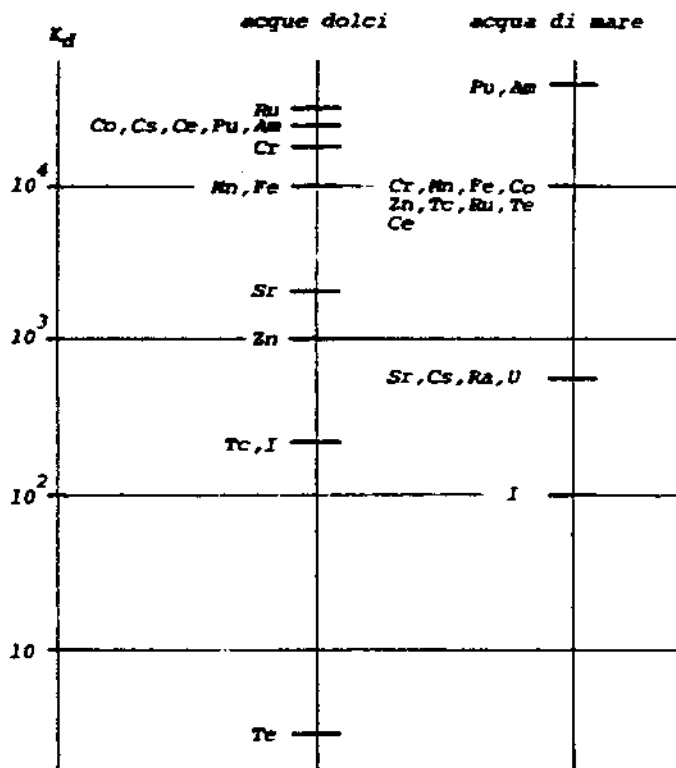 K_d
acque dolci
acqua di mare
Pu,Am
Ru
Co,Cs,Ce,Pu,Am
Cr
10^4
Mn,Fe
Cr,Mn,Fe,Co
Zn,Tc,Ru,Te
Ce
Sr
10^3
Zn
Sr,Cs,Ra,U
Tc,I
10^2
I
10
Te